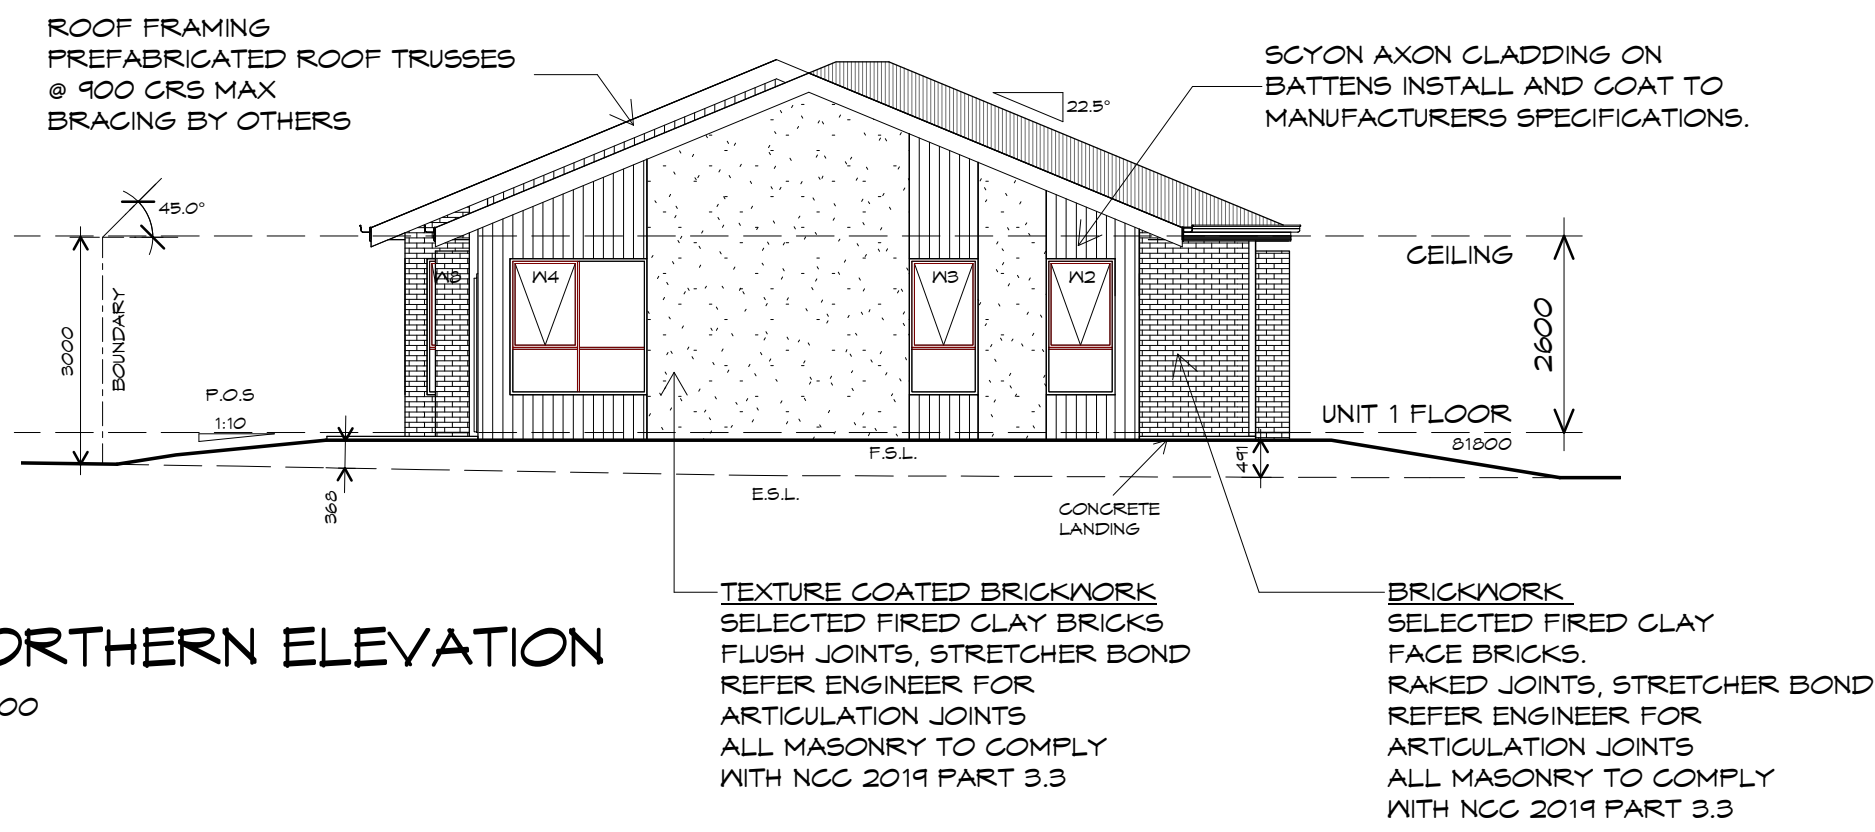 ROOF FRAMING
PREFABRICATED ROOF TRUSSES
@ 900 CRS MAX
BRACING BY OTHERS
SCYON AXON CLADDING ON
BATTENS INSTALL AND COAT TO
MANUFACTURERS SPECIFICATIONS.
22.5°
45.0°
CEILING
W8
W4
W3
W2
3000
BOUNDARY
2600
P.O.S
1:10
UNIT 1 FLOOR
81800
F.S.L.
491
368
E.S.L.
CONCRETE
LANDING
TEXTURE COATED BRICKWORK
SELECTED FIRED CLAY BRICKS
FLUSH JOINTS, STRETCHER BOND
REFER ENGINEER FOR
ARTICULATION JOINTS
ALL MASONRY TO COMPLY
WITH NCC 2019 PART 3.3
BRICKWORK
SELECTED FIRED CLAY
FACE BRICKS.
RAKED JOINTS, STRETCHER BOND
REFER ENGINEER FOR
ARTICULATION JOINTS
ALL MASONRY TO COMPLY
WITH NCC 2019 PART 3.3
ORTHERN ELEVATION
00